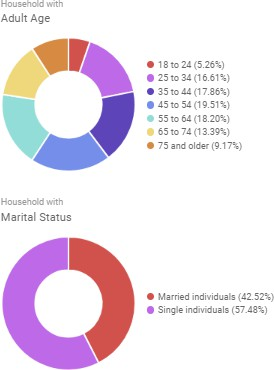 Household with
Adult Age
18 to 24 (5.26%)
25 to 34 (16.61%)
35 to 44 (17.86%)
45 to 54 (19.51%)
55 to 64 (18.20%)
65 to 74 (13.39%)
75 and older (9.17%)
Household with
Marital Status
Married individuals (42.52%)
Single individuals (57.48%)